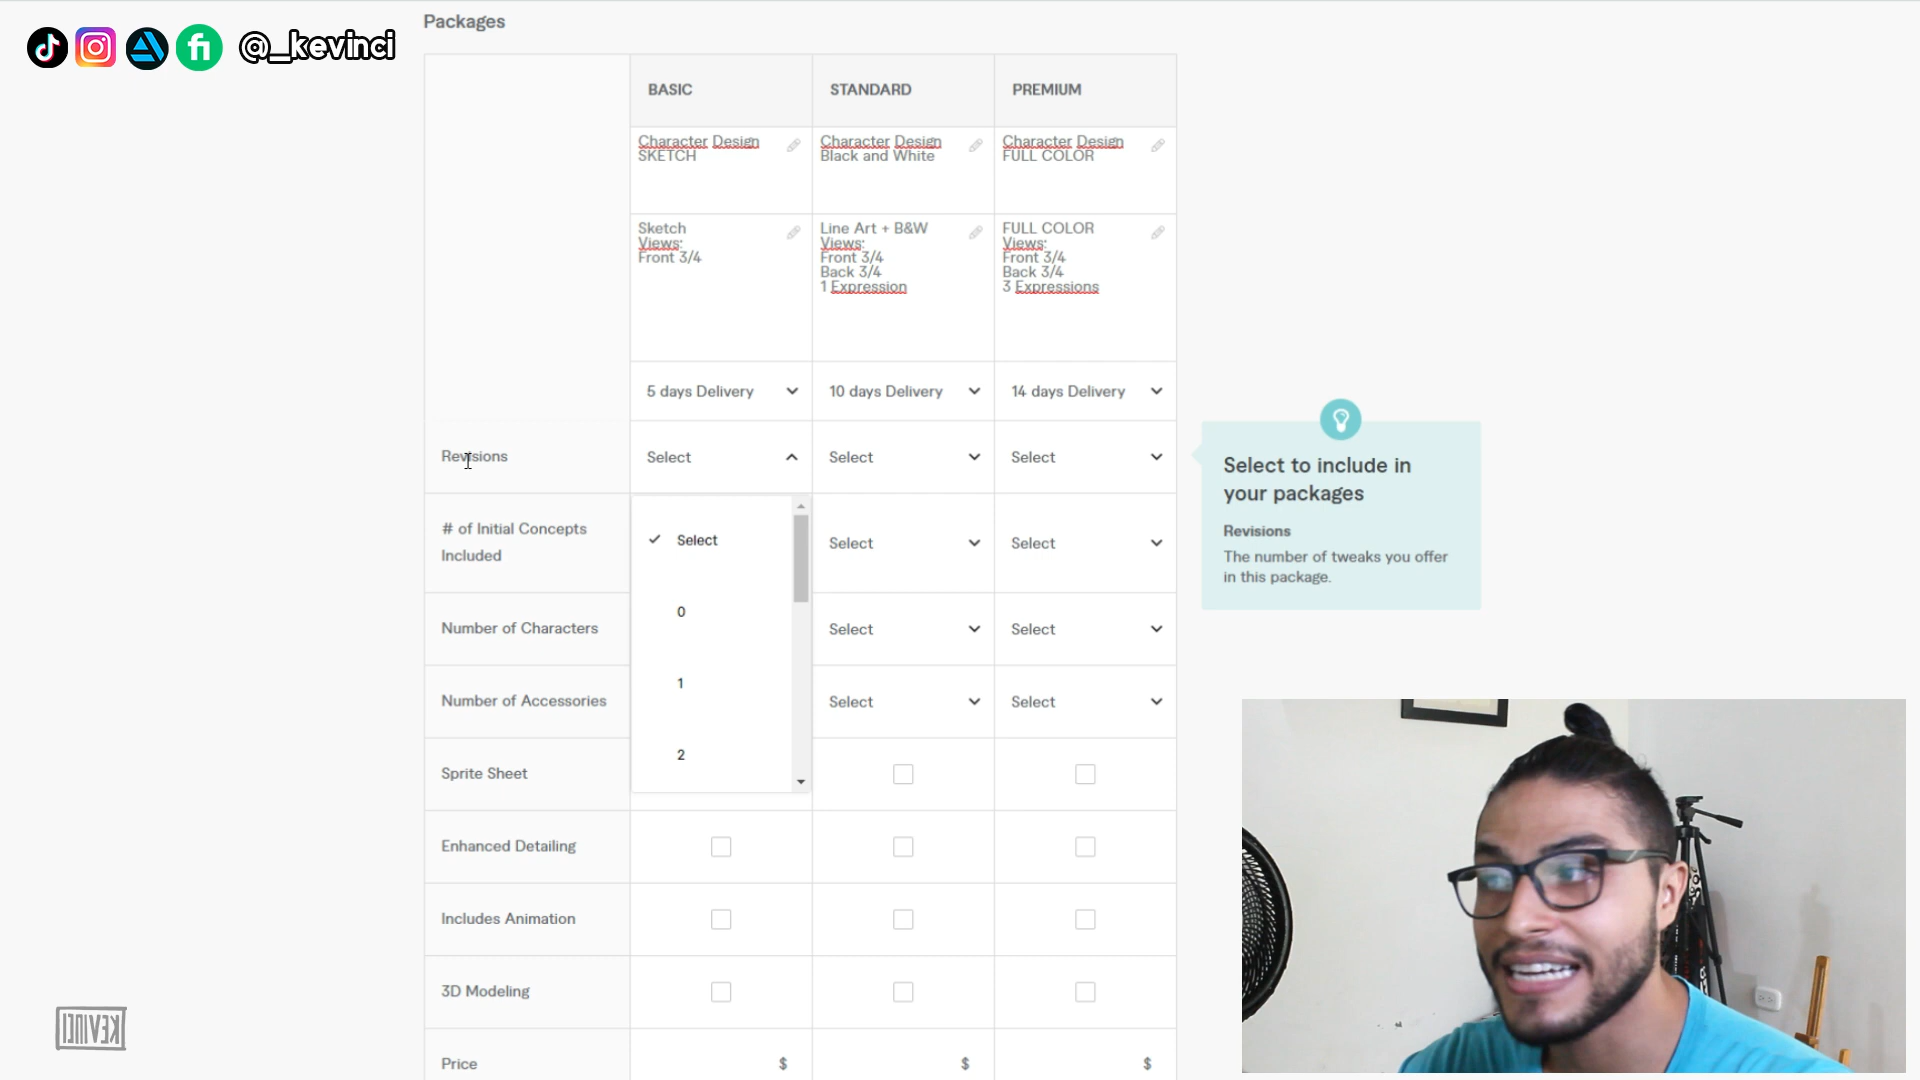 Packages
@_kevinci
BASIC
STANDARD
PREMIUM
Character Design
SKETCH
Character Design
Black and White
Character Design
FULL COLOR
Sketch
Views:
Front 3/4
Line Art + B&W
Views:
Front 3/4
Back 3/4
1 Expression
FULL COLOR
Views:
Front 3/4
Back 3/4
3 Expressions
5 days Delivery
10 days Delivery
14 days Delivery
Revisions
Select
Select
Select
Select
0
1
2
# of Initial Concepts
Included
Select
Select
Number of Characters
Select
Select
Number of Accessories
Select
Select
Sprite Sheet
Enhanced Detailing
Includes Animation
3D Modeling
Price
$
$
$
Select to include in
your packages
Revisions
The number of tweaks you offer
in this package.
fi
KEVINCI